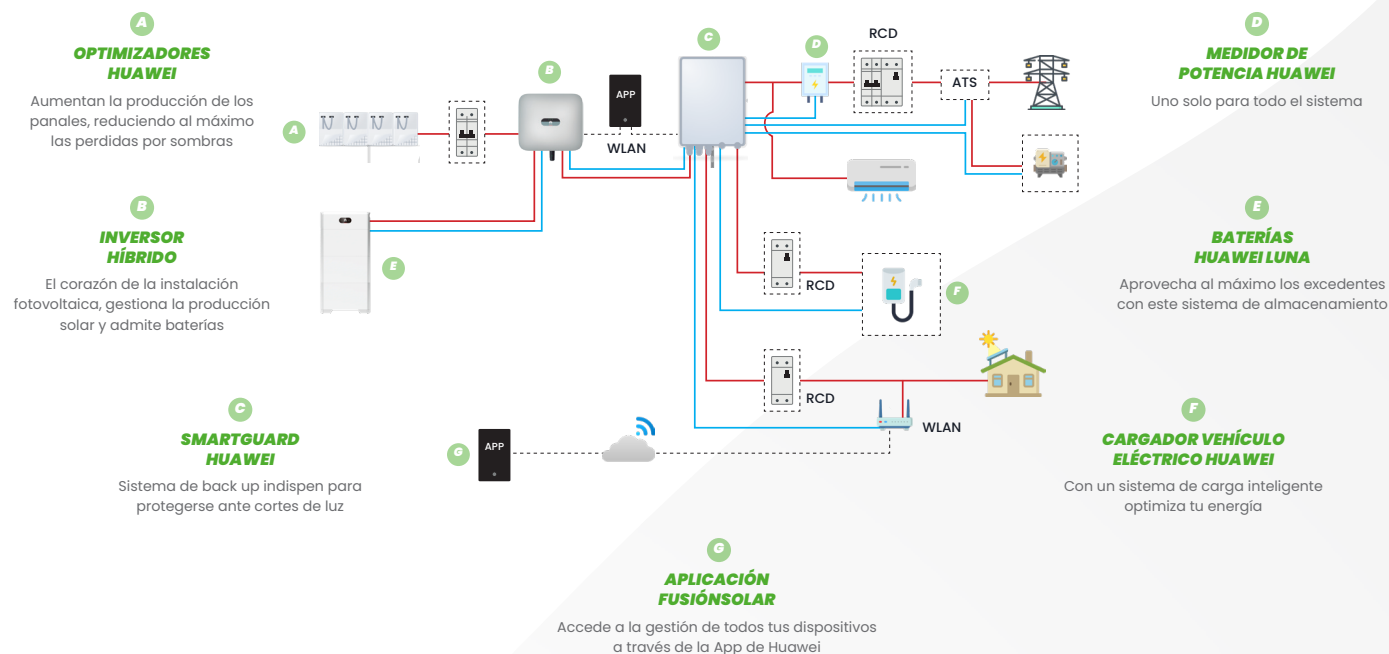 A
OPTIMIZADORES
HUAWEI
Aumentan la producción de los
panales, reduciendo al máximo
las perdidas por sombras
B
INVERSOR
HÍBRIDO
El corazón de la instalación
fotovoltaica, gestiona la producción
solar y admite baterías
C
SMARTGUARD
HUAWEI
Sistema de back up indispen para
protegerse ante cortes de luz
A
B
APP
WLAN
C
D
RCD
ATS
E
RCD
F
RCD
WLAN
G
APP
D
MEDIDOR DE
POTENCIA HUAWEI
Uno solo para todo el sistema
E
BATERÍAS
HUAWEI LUNA
Aprovecha al máximo los excedentes
con este sistema de almacenamiento
F
CARGADOR VEHÍCULO
ELÉCTRICO HUAWEI
Con un sistema de carga inteligente
optimiza tu energía
G
APLICACIÓN
FUSIÓNSOLAR
Accede a la gestión de todos tus dispositivos
a través de la App de Huawei